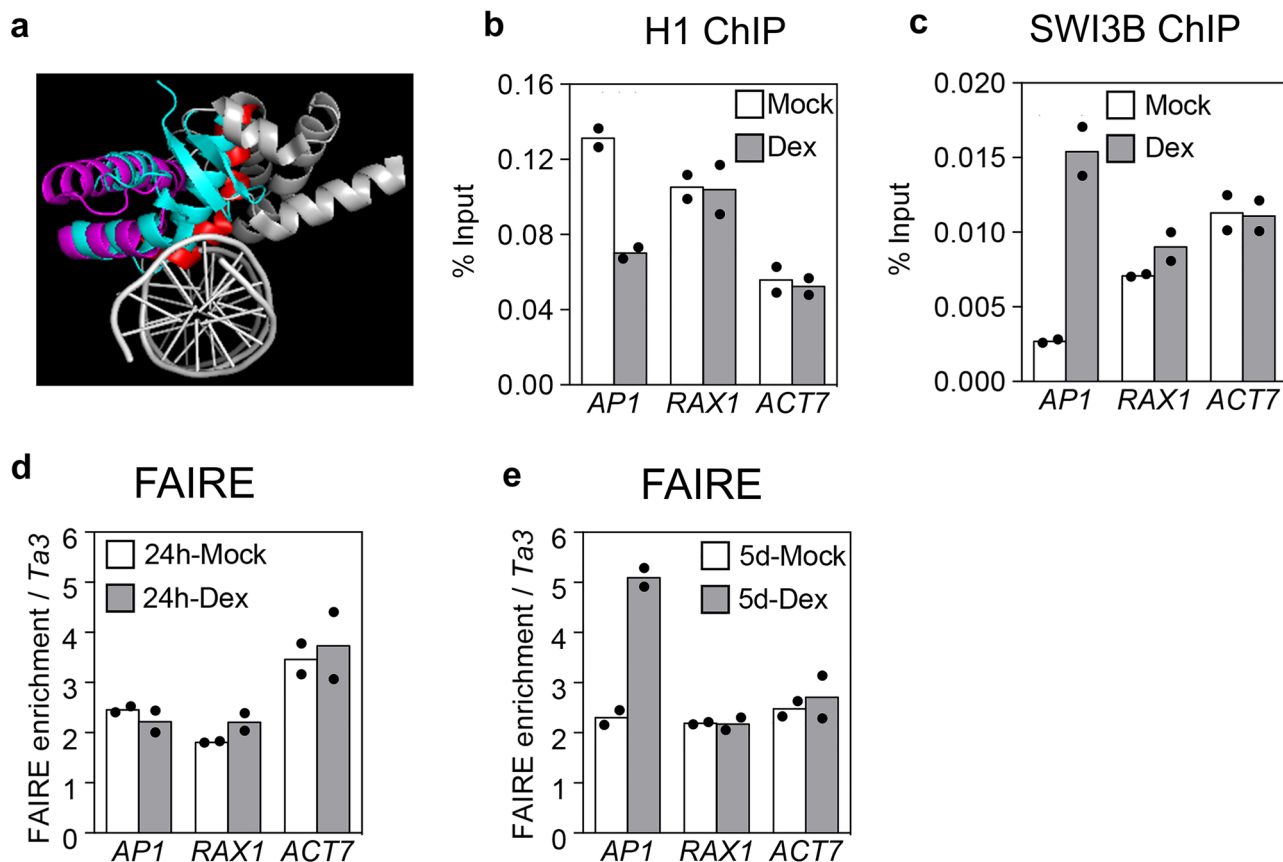 a
b
H1 ChIP
% Input
0.16
0.12
0.08
0.04
0.00
Mock
Dex
AP1 RAX1 ACT7
c
SWI3B ChIP
% Input
0.020
0.015
0.010
0.005
0.000
Mock
Dex
AP1 RAX1 ACT7
d
FAIRE
FAIRE enrichment / Ta3
6
5
4
3
2
1
0
24h-Mock
24h-Dex
AP1 RAX1 ACT7
e
FAIRE
FAIRE enrichment / Ta3
6
5
4
3
2
1
0
5d-Mock
5d-Dex
AP1 RAX1 ACT7